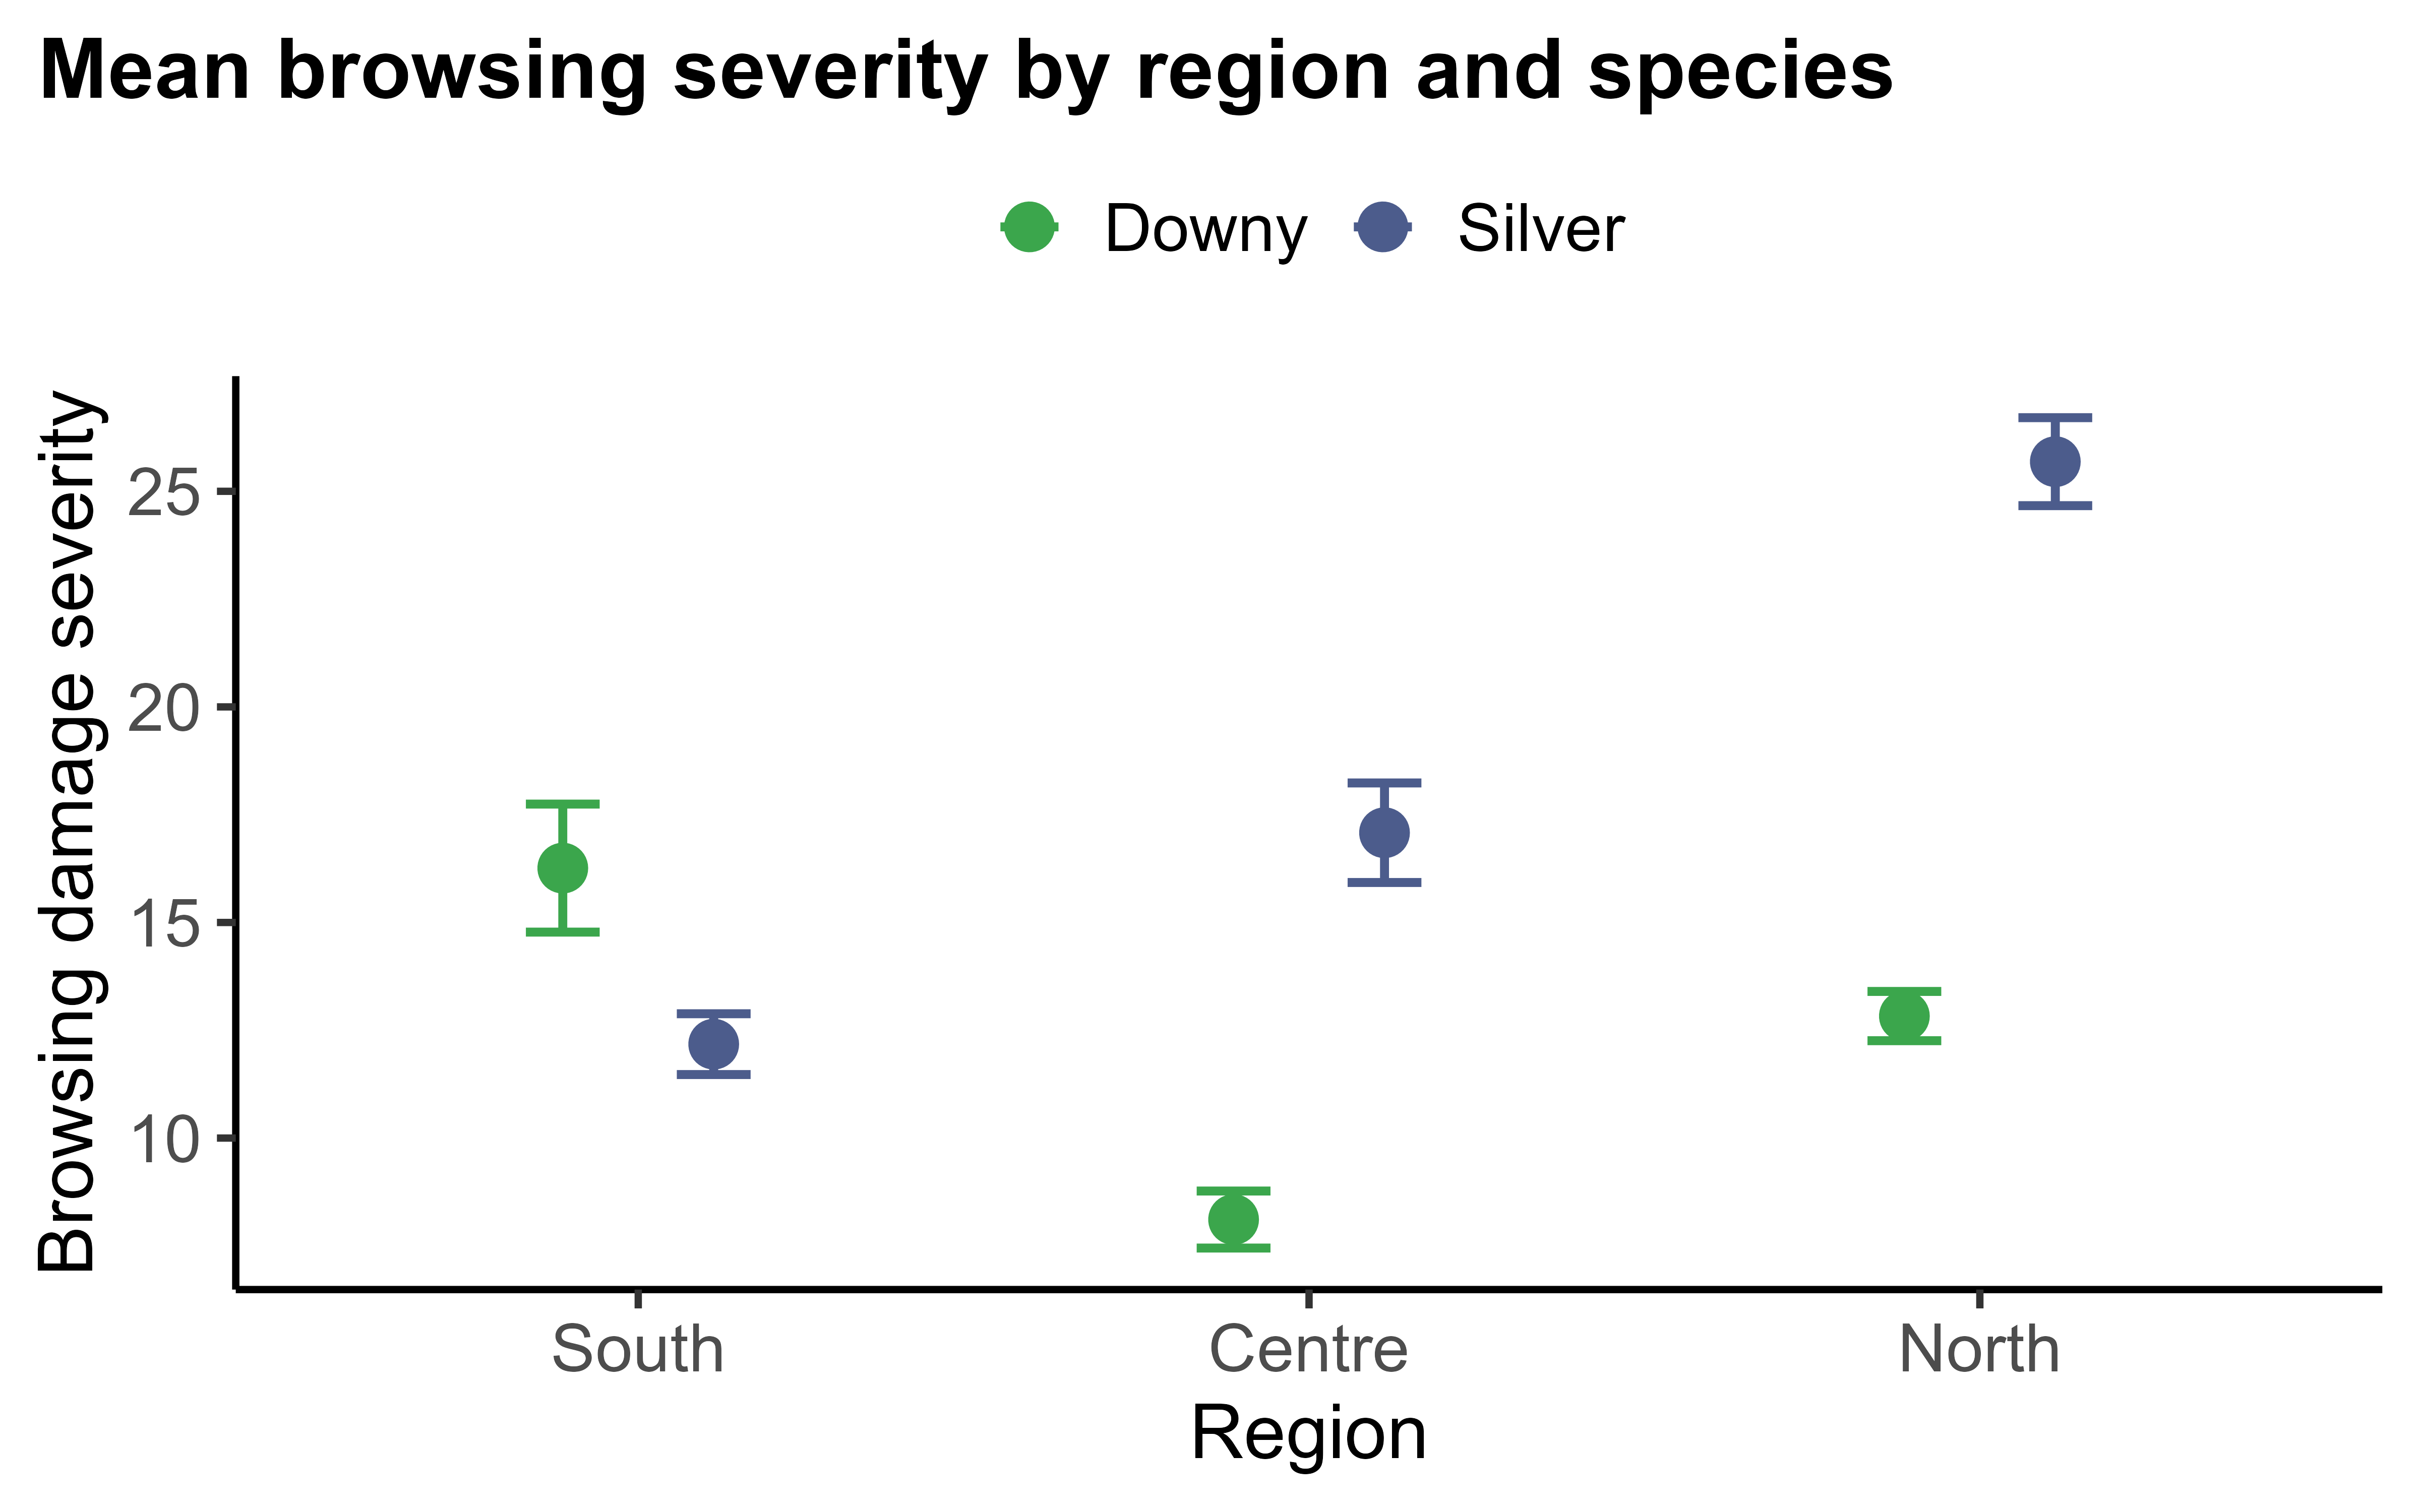 Mean browsing severity by region and species
Downy
Silver
Browsing damage severity
25
20
15
10
South
Centre
North
Region